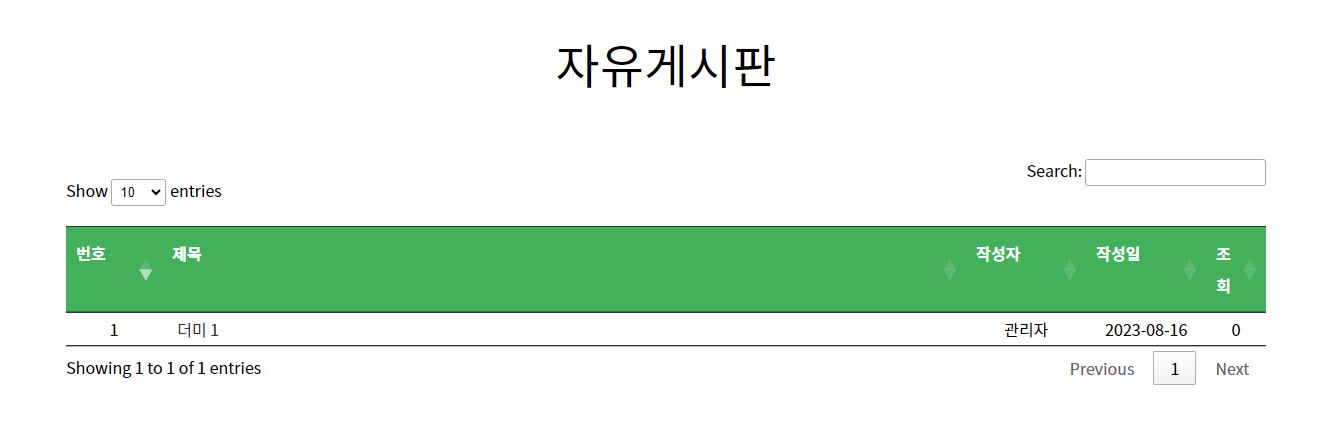 자유게시판
Search:
Show 10 entries
번호 제목 작성자 작성일 조회
1 더미 1 관리자 2023-08-16 0
Showing 1 to 1 of 1 entries Previous 1 Next